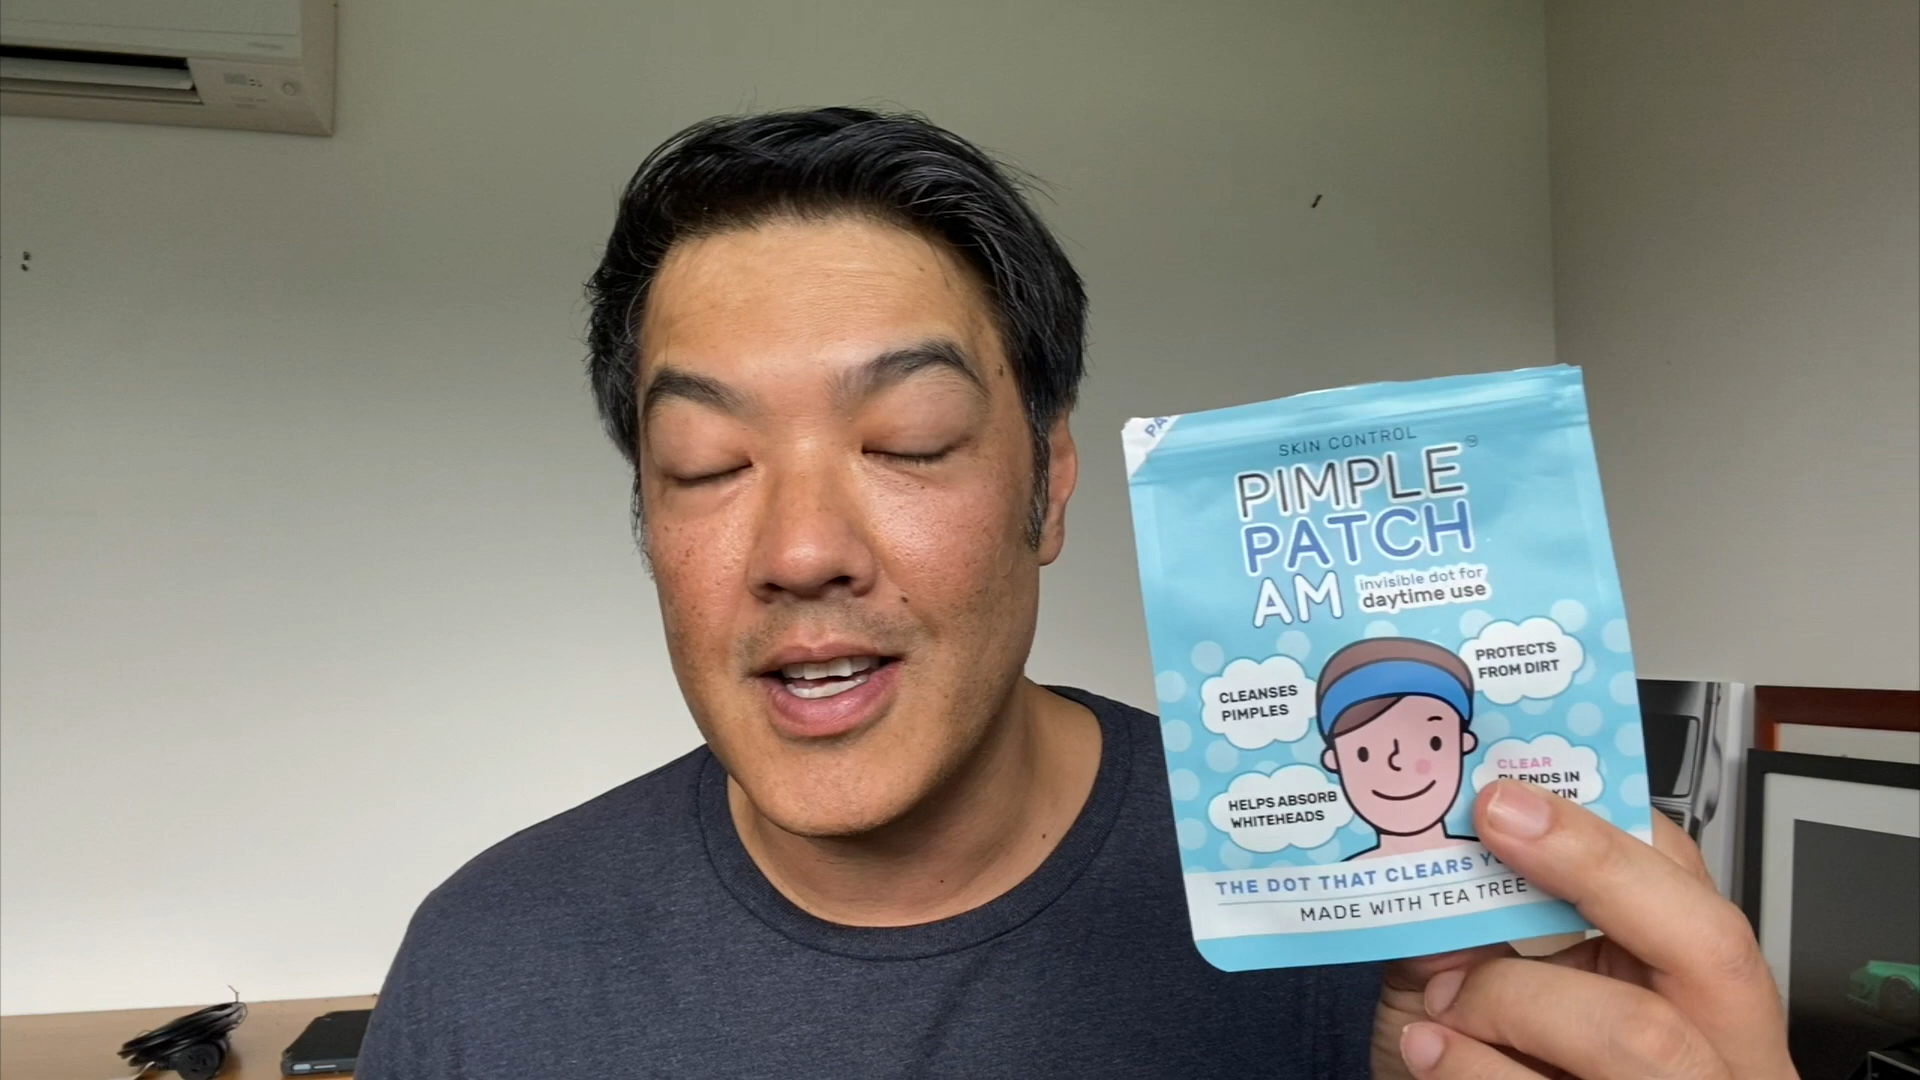 PA
SKIN CONTROL
PIMPLE
PATCH
AM
invisible dot for
daytime use
PROTECTS
FROM DIRT
CLEANSES
PIMPLES
CLEAR
BLENDS IN
HELPS ABSORB
WHITEHEADS
THE DOT THAT CLEARS
MADE WITH TEA TREE